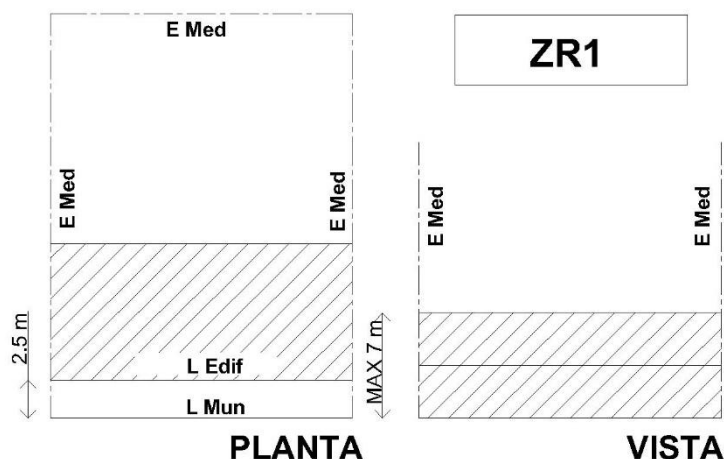 E Med
ZR1
E Med
E Med
E Med
E Med
2.5 m
L Edif
MAX 7 m
L Mun
PLANTA
VISTA